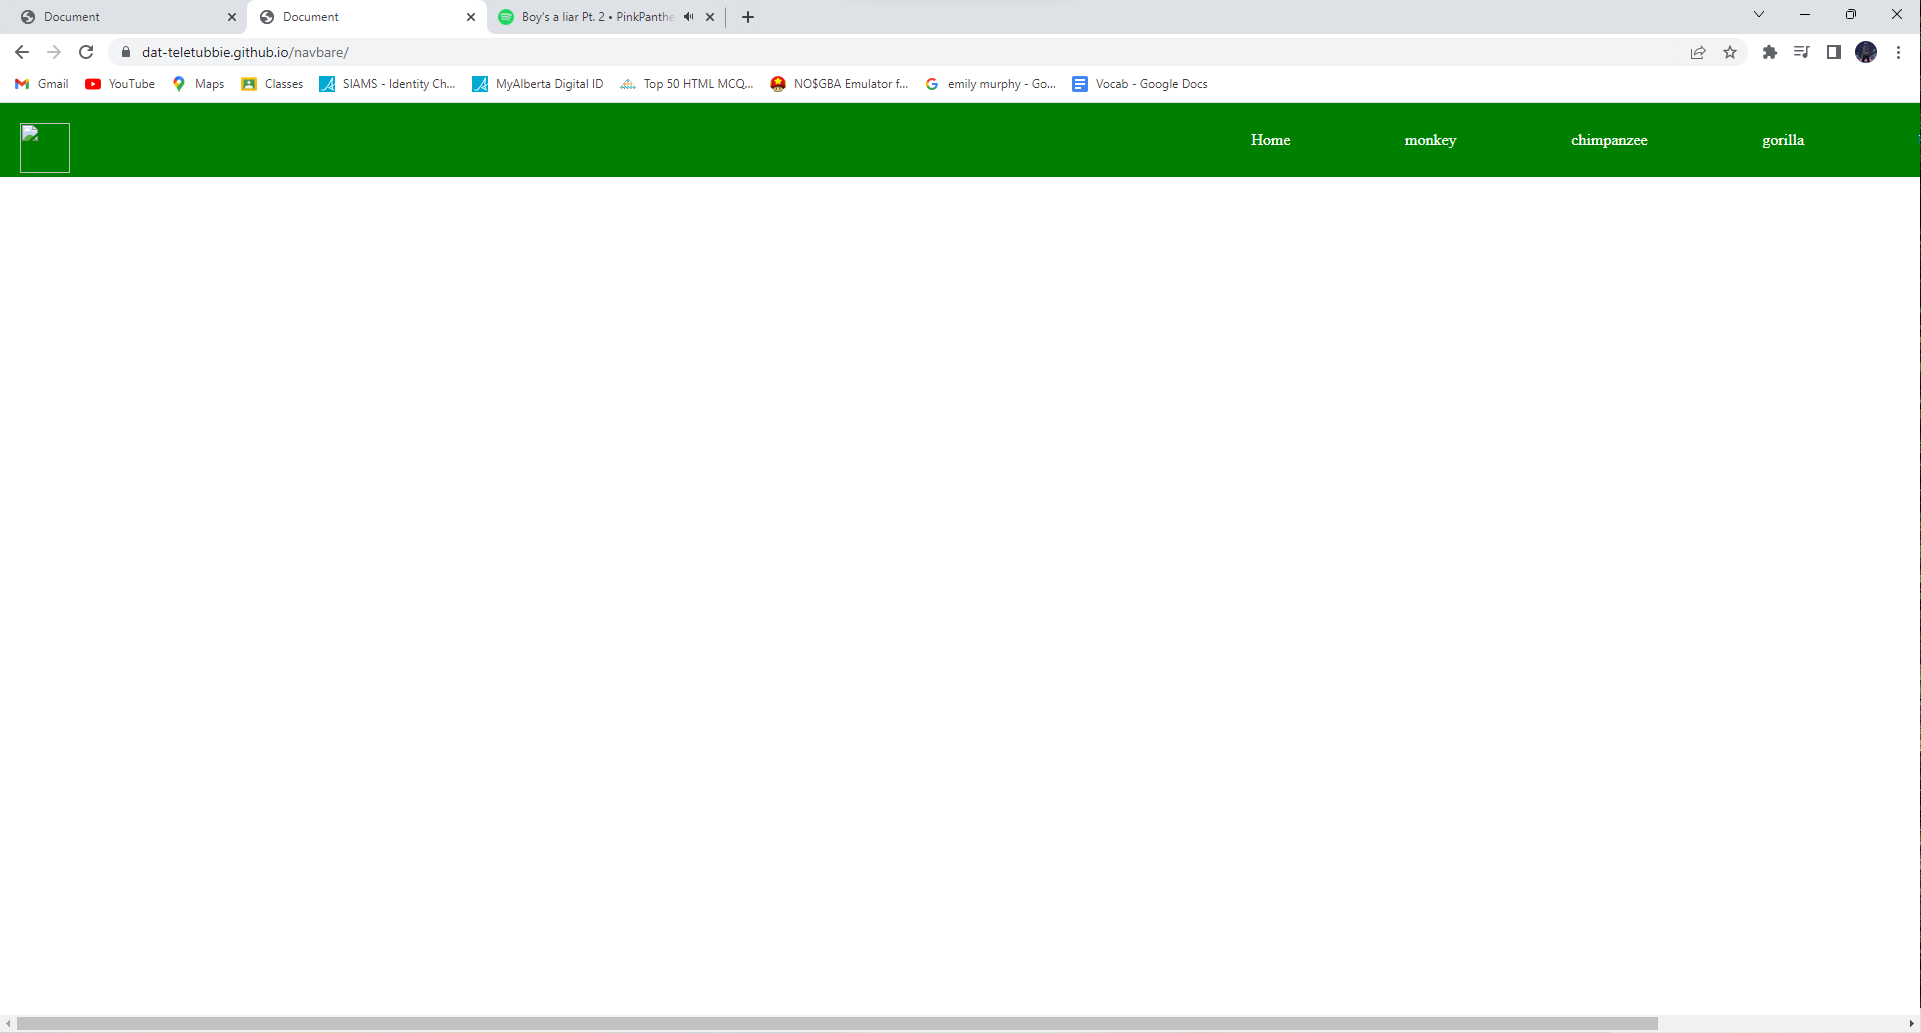 Document
Document
Boy's a liar Pt. 2 • PinkPanthe
dat-teletubbie.github.io/navbare/
Gmail YouTube Maps Classes SIAMS - Identity Ch... MyAlberta Digital ID Top 50 HTML MCQ... NO$GBA Emulator f... emily murphy - Go... Vocab - Google Docs
Home monkey chimpanzee gorilla